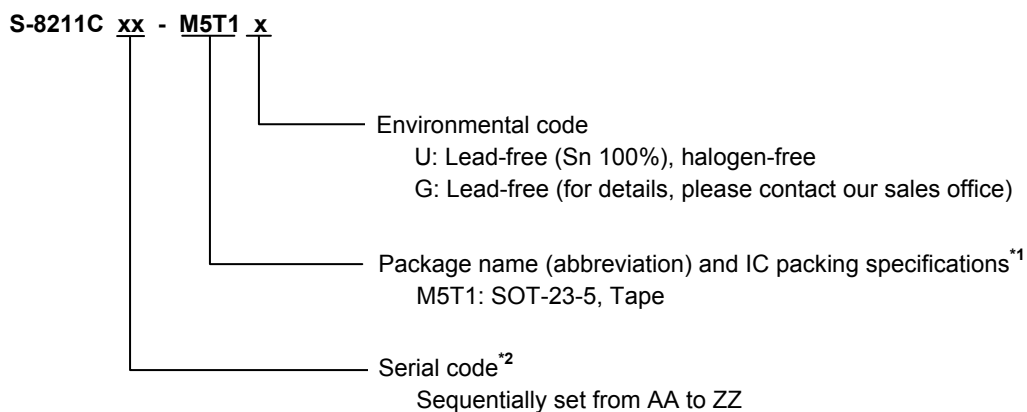 S-8211C xx - M5T1 x
Environmental code
U: Lead-free (Sn 100%), halogen-free
G: Lead-free (for details, please contact our sales office)
Package name (abbreviation) and IC packing specifications*1
M5T1: SOT-23-5, Tape
Serial code*2
Sequentially set from AA to ZZ